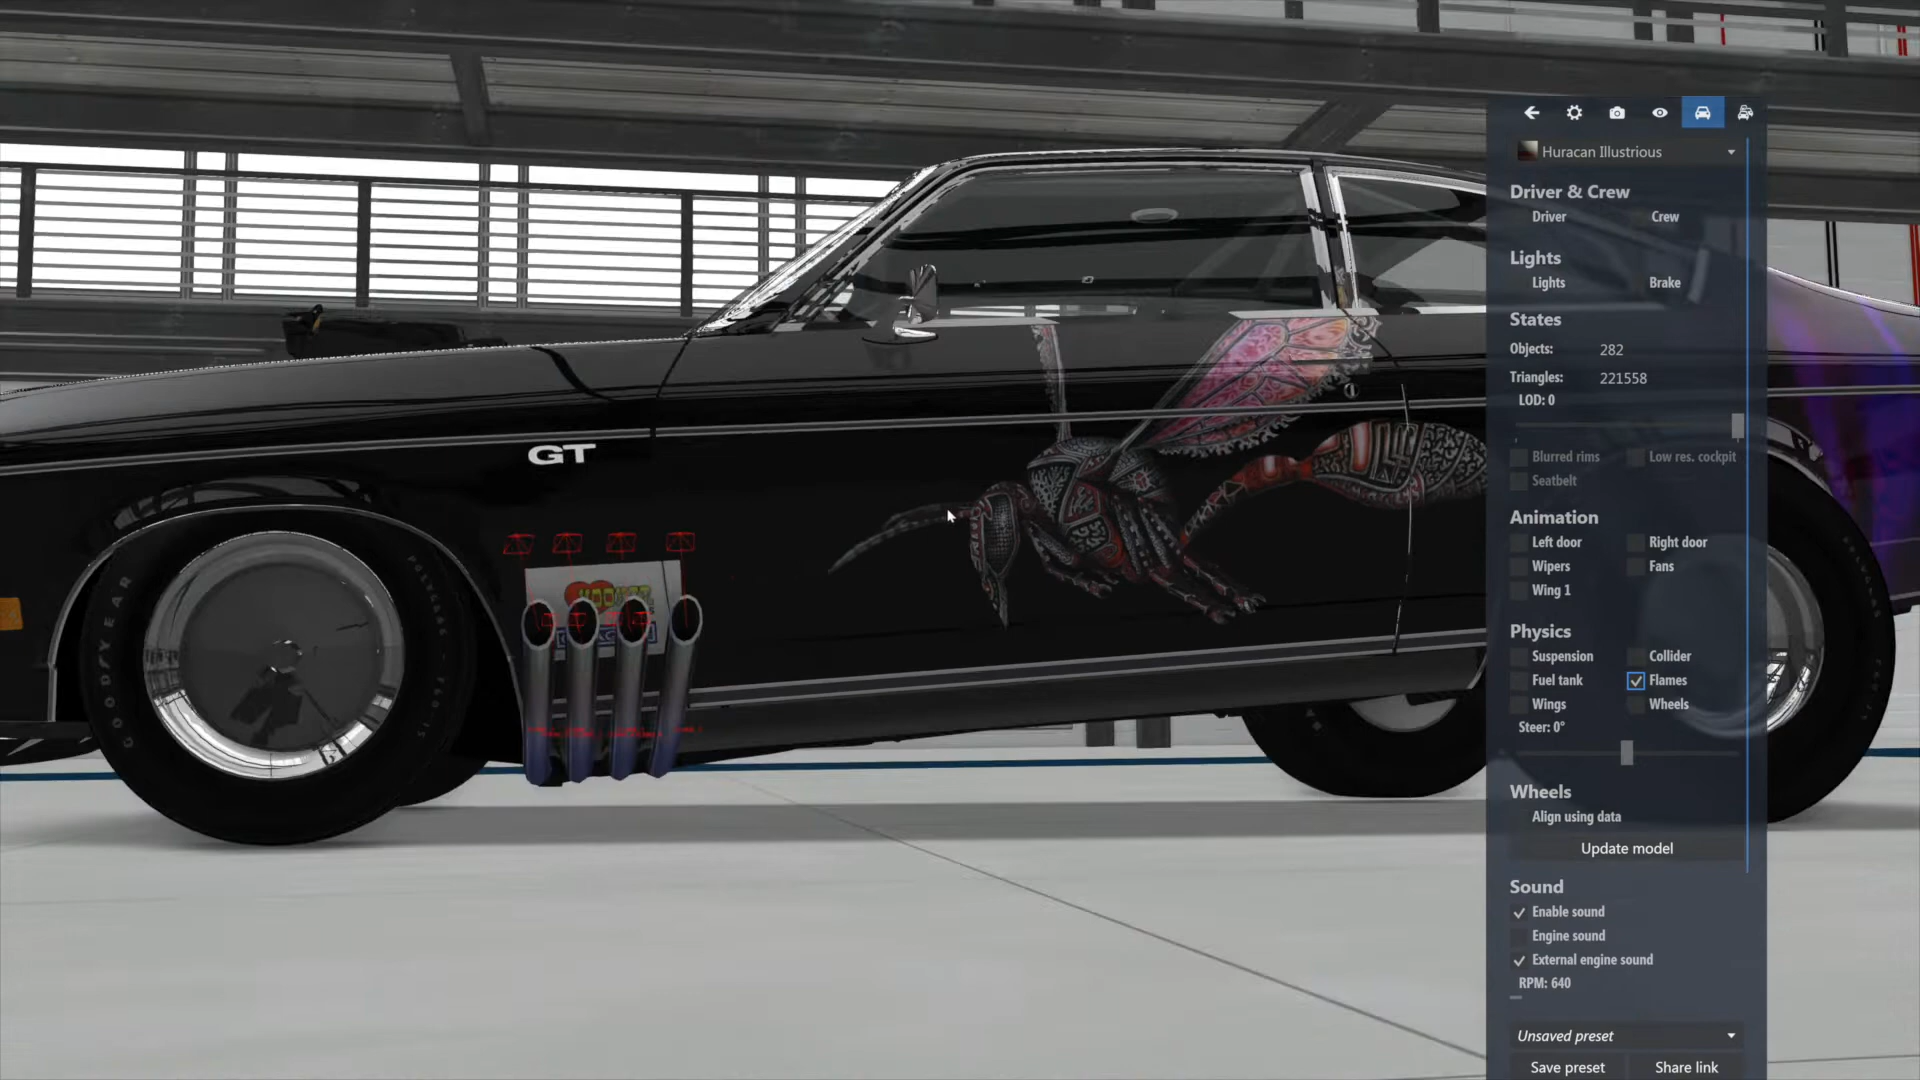 Huracan Illustrious
Driver & Crew
Driver Crew
Lights
Lights Brake
States
Objects: 282
Triangles: 221558
LOD: 0
Blurred rims Low res. cockpit
Seatbelt
Animation
Left door Right door
Wipers Fans
Wing 1
Physics
Suspension Collider
Fuel tank Flames
Wings Wheels
Steer: 0°
Wheels
Align using data
Update model
Sound
Enable sound
Engine sound
External engine sound
RPM: 640
Unsaved preset
Save preset Share link
GT
GOODYEAR